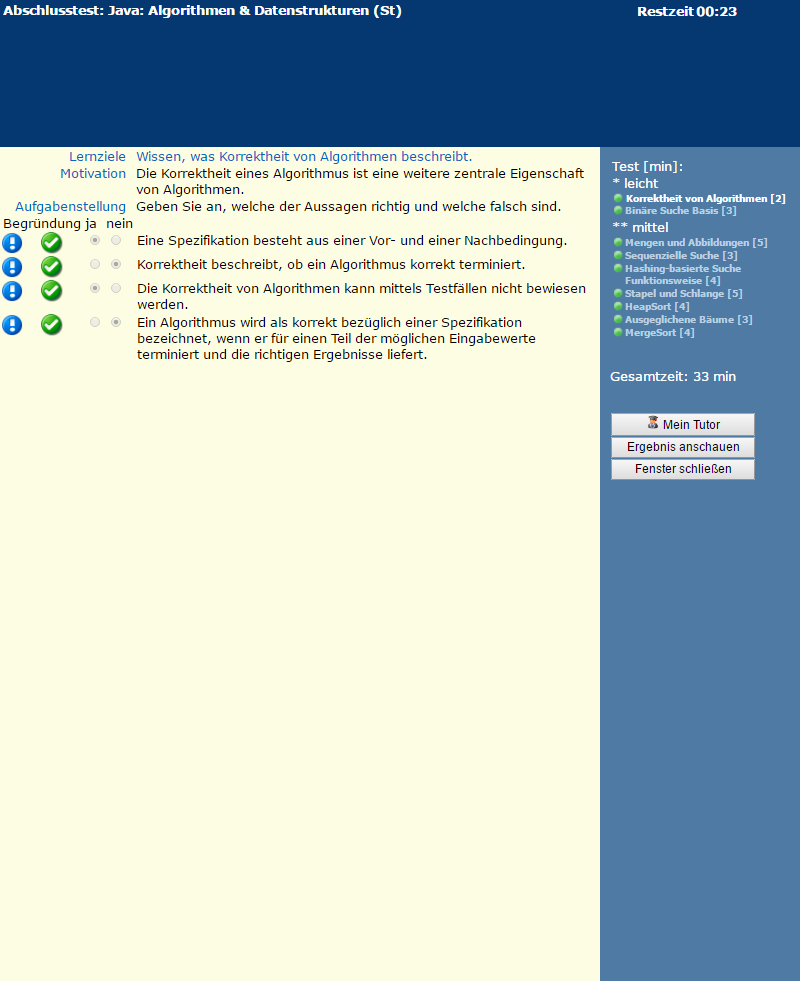 Abschlusstest: Java: Algorithmen & Datenstrukturen (St)
Restzeit 00:23
Lernziele Wissen, was Korrektheit von Algorithmen beschreibt.
Motivation Die Korrektheit eines Algorithmus ist eine weitere zentrale Eigenschaft
von Algorithmen.
Aufgabenstellung Geben Sie an, welche der Aussagen richtig und welche falsch sind.
Begründung ja nein
Eine Spezifikation besteht aus einer Vor- und einer Nachbedingung.
Korrektheit beschreibt, ob ein Algorithmus korrekt terminiert.
Die Korrektheit von Algorithmen kann mittels Testfällen nicht bewiesen
werden.
Ein Algorithmus wird als korrekt bezüglich einer Spezifikation
bezeichnet, wenn er für einen Teil der möglichen Eingabewerte
terminiert und die richtigen Ergebnisse liefert.
Test [min]:
* leicht
Korrektheit von Algorithmen [2]
Binäre Suche Basis [3]
** mittel
Mengen und Abbildungen [5]
Sequenzielle Suche [3]
Hashing-basierte Suche
Funktionsweise [4]
Stapel und Schlange [5]
HeapSort [4]
Ausgeglichene Bäume [3]
MergeSort [4]
Gesamtzeit: 33 min
Mein Tutor
Ergebnis anschauen
Fenster schließen